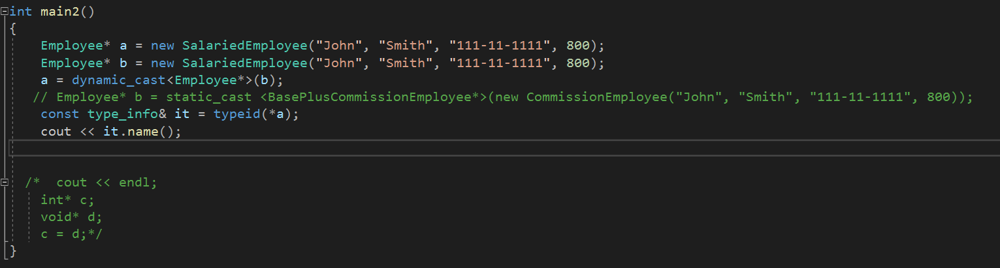 int main2()
{
    Employee* a = new SalariedEmployee("John", "Smith", "111-11-1111", 800);
    Employee* b = new SalariedEmployee("John", "Smith", "111-11-1111", 800);
    a = dynamic_cast<Employee*>(b);
   // Employee* b = static_cast <BasePlusCommissionEmployee*>(new CommissionEmployee("John", "Smith", "111-11-1111", 800));
    const type_info& it = typeid(*a);
    cout << it.name();
  /*  cout << endl;
    int* c;
    void* d;
    c = d;*/
}